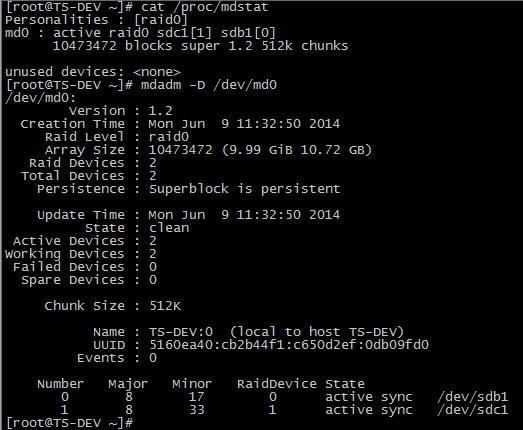 [root@TS-DEV ~]# cat /proc/mdstat
Personalities : [raid0]
md0 : active raid0 sdc1[1] sdb1[0]
      10473472 blocks super 1.2 512k chunks

unused devices: <none>
[root@TS-DEV ~]# mdadm -D /dev/md0
/dev/md0:
        Version : 1.2
  Creation Time : Mon Jun  9 11:32:50 2014
     Raid Level : raid0
     Array Size : 10473472 (9.99 GiB 10.72 GB)
   Raid Devices : 2
  Total Devices : 2
    Persistence : Superblock is persistent

    Update Time : Mon Jun  9 11:32:50 2014
          State : clean
 Active Devices : 2
Working Devices : 2
 Failed Devices : 0
  Spare Devices : 0

     Chunk Size : 512K

           Name : TS-DEV:0  (local to host TS-DEV)
           UUID : 5160ea40:cb2b44f1:c650d2ef:0db09fd0
         Events : 0

    Number   Major   Minor   RaidDevice State
       0       8       17        0      active sync   /dev/sdb1
       1       8       33        1      active sync   /dev/sdc1
[root@TS-DEV ~]#